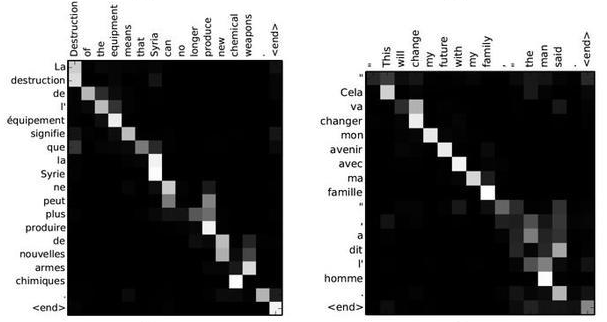 Destruction
of
the
equipment
means
that
Syria
can
no
longer
produce
new
chemical
weapons
.
<end>
La
destruction
de
l'
équipement
signifie
que
la
Syrie
ne
peut
plus
produire
de
nouvelles
armes
chimiques
.
<end>
"
This
will
change
my
future
with
my
family
,
"
the
man
said
.
<end>
"
Cela
va
changer
mon
avenir
avec
ma
famille
"
,
a
dit
l'
homme
.
<end>